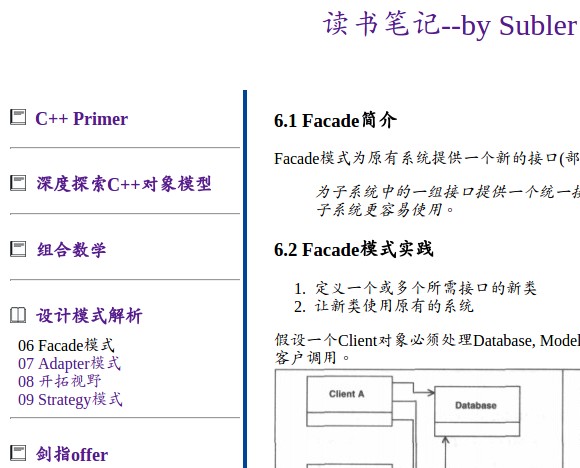 读书笔记--by Subler
C++ Primer
深度探索C++对象模型
组合数学
设计模式解析
06 Facade模式
07 Adapter模式
08 开拓视野
09 Strategy模式
剑指offer
6.1 Facade简介
Facade模式为原有系统提供一个新的接口(部
为子系统中的一组接口提供一个统一接
子系统更容易使用。
6.2 Facade模式实践
1. 定义一个或多个所需接口的新类
2. 让新类使用原有的系统
假设一个Client对象必须处理Database, Model
客户调用。
Client A
Database